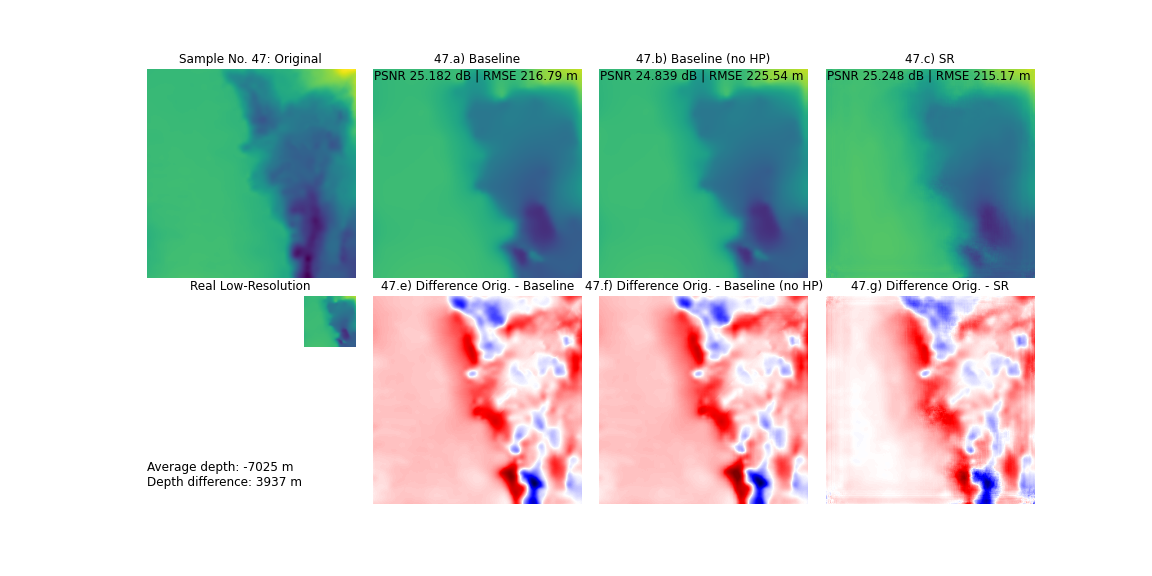 Sample No. 47: Original
47.a) Baseline
47.b) Baseline (no HP)
47.c) SR
PSNR 25.182 dB | RMSE 216.79 m
PSNR 24.839 dB | RMSE 225.54 m
PSNR 25.248 dB | RMSE 215.17 m
Real Low-Resolution
47.e) Difference Orig. - Baseline
47.f) Difference Orig. - Baseline (no HP)
47.g) Difference Orig. - SR
Average depth: -7025 m
Depth difference: 3937 m